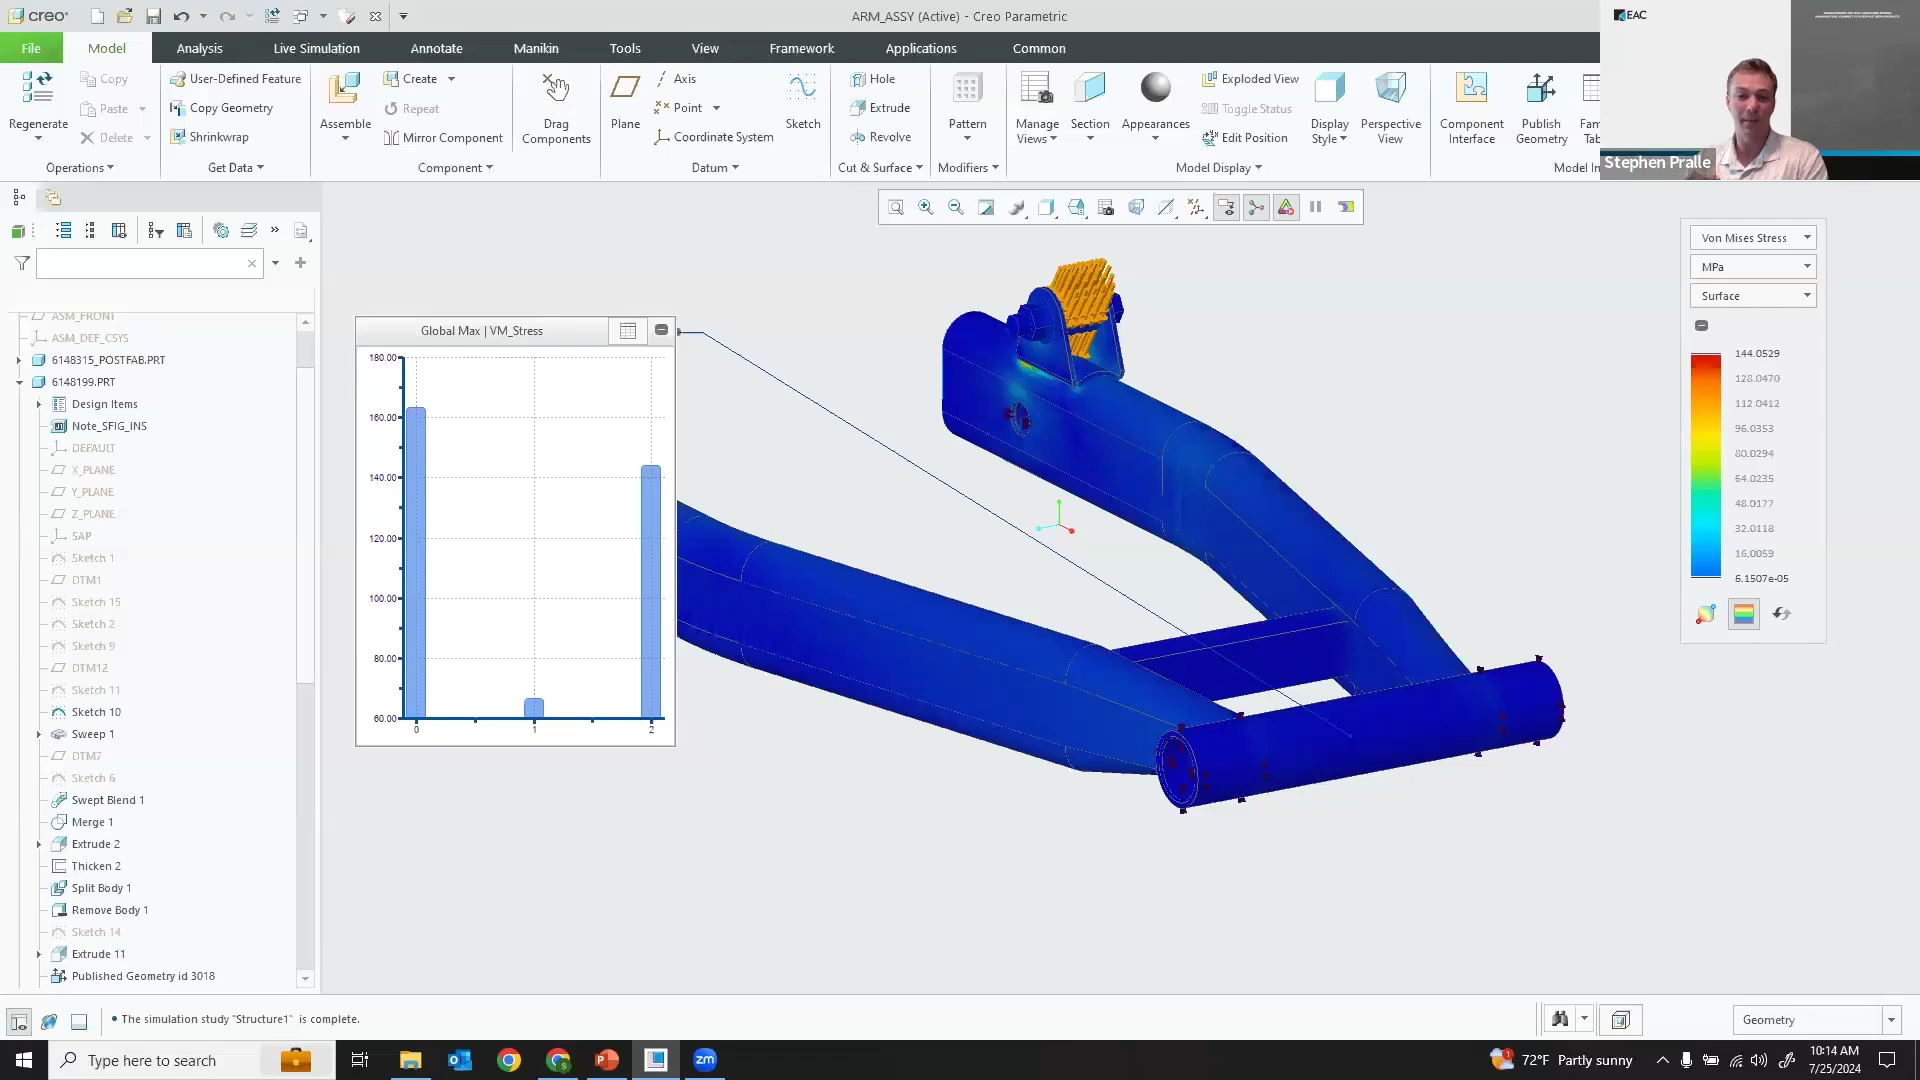 creo
ARM_ASSY (Active) - Creo Parametric
EAC
File
Model
Analysis
Live Simulation
Annotate
Manikin
Tools
View
Framework
Applications
Common
Regenerate
Copy
Paste
Delete
Operations
User-Defined Feature
Copy Geometry
Shrinkwrap
Get Data
Assemble
Create
Repeat
Mirror Component
Component
Drag
Components
Plane
Axis
Point
Coordinate System
Sketch
Datum
Hole
Extrude
Revolve
Cut & Surface
Pattern
Modifiers
Manage
Views
Section
Appearances
Exploded View
Toggle Status
Edit Position
Display
Style
Perspective
View
Model Display
Component
Interface
Publish
Geometry
Fam
Tab
Model In
Stephen Pralle
ASM_FRONT
ASM_DEF_CSYS
6148315_POSTFAB.PRT
6148199.PRT
Design Items
Note_SFIG_INS
DEFAULT
X_PLANE
Y_PLANE
Z_PLANE
SAP
Sketch 1
DTM1
Sketch 15
Sketch 2
Sketch 9
DTM12
Sketch 11
Sketch 10
Sweep 1
DTM7
Sketch 6
Swept Blend 1
Merge 1
Extrude 2
Thicken 2
Split Body 1
Remove Body 1
Sketch 14
Extrude 11
Published Geometry id 3018
Global Max | VM_Stress
180.00
160.00
140.00
120.00
100.00
80.00
60.00
0
1
2
Von Mises Stress
MPa
Surface
144.0529
128.0470
112.0412
96.0353
80.0294
64.0235
48.0177
32.0118
16.0059
6.1507e-05
• The simulation study "Structure1" is complete.
Geometry
Type here to search
zm
72°F Partly sunny
10:14 AM
7/25/2024